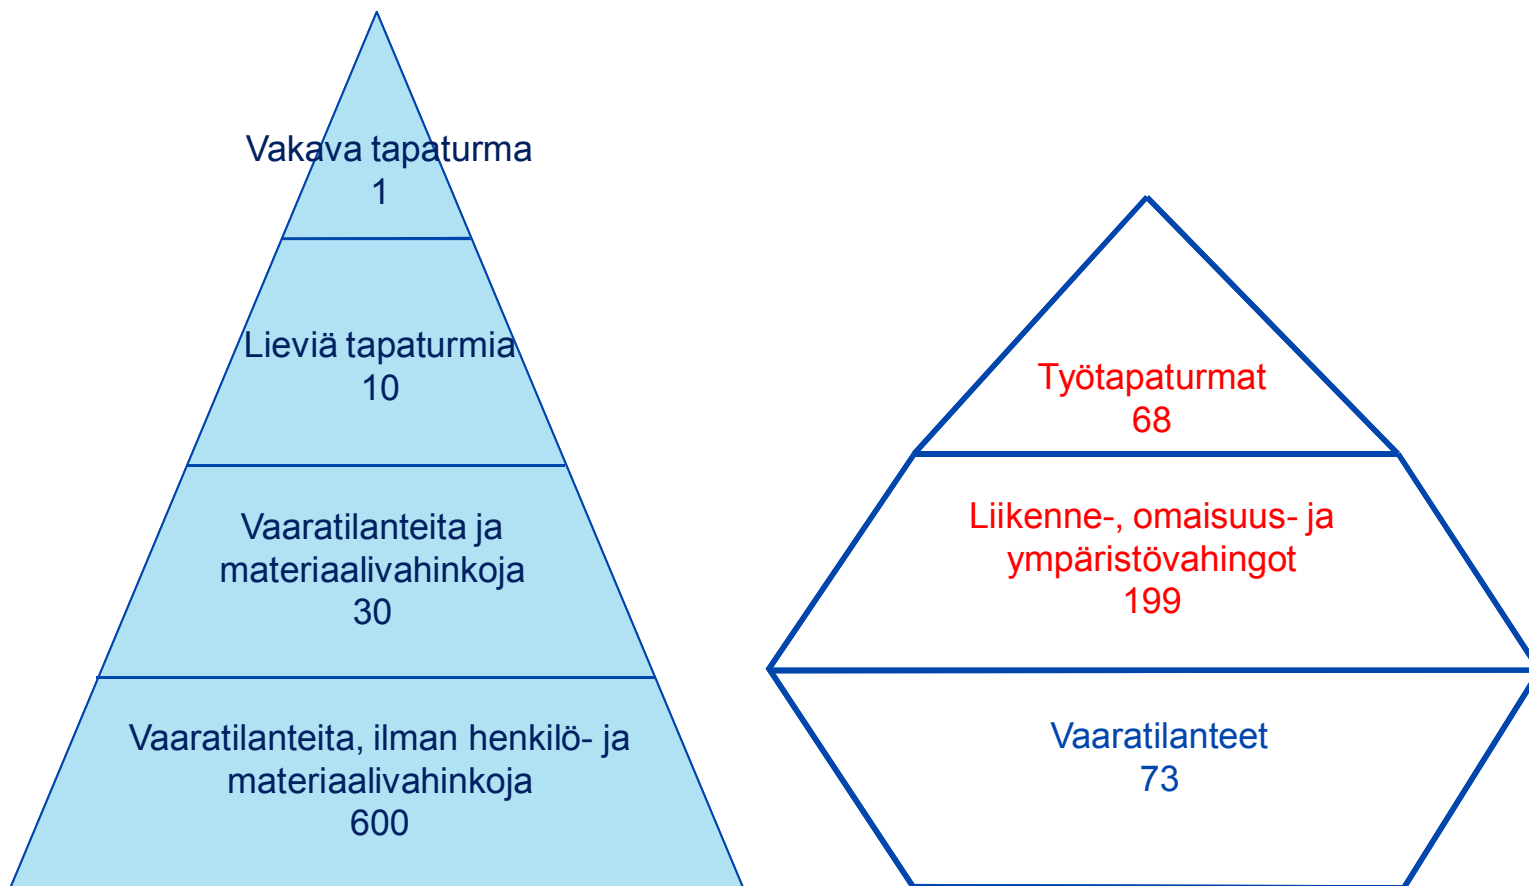 Vakava tapaturma
1
Lieviä tapaturmia
10
Vaaratilanteita ja
materiaalivahinkoja
30
Vaaratilanteita, ilman henkilö- ja
materiaalivahinkoja
600
Työtapaturmat
68
Liikenne-, omaisuus- ja
ympäristövahingot
199
Vaaratilanteet
73